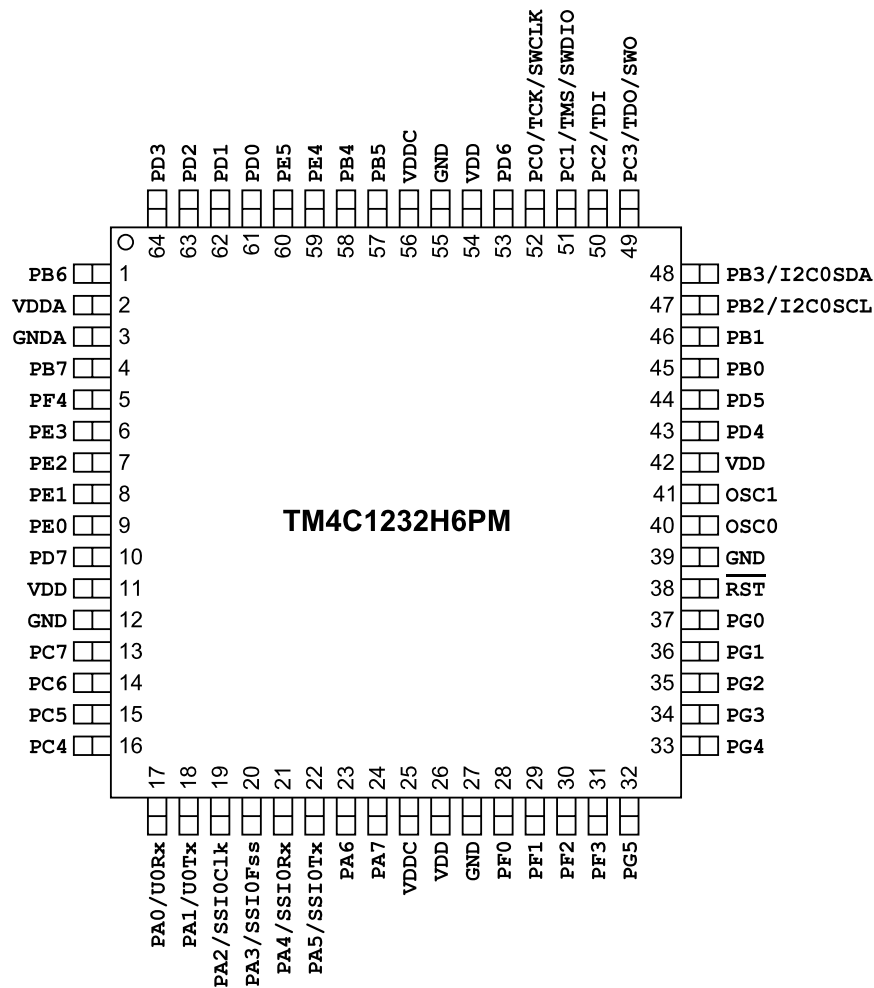 PD3
PD2
PD1
PD0
PE5
PE4
PB4
PB5
VDDC
GND
VDD
PD6
PC0/TCK/SWCLK
PC1/TMS/SWDIO
PC2/TDI
PC3/TDO/SWO
64
63
62
61
60
59
58
57
56
55
54
53
52
51
50
49
PB6 1
VDDA 2
GNDA 3
PB7 4
PF4 5
PE3 6
PE2 7
PE1 8
PE0 9
PD7 10
VDD 11
GND 12
PC7 13
PC6 14
PC5 15
PC4 16
TM4C1232H6PM
48 PB3/I2C0SDA
47 PB2/I2C0SCL
46 PB1
45 PB0
44 PD5
43 PD4
42 VDD
41 OSC1
40 OSC0
39 GND
38 RST
37 PG0
36 PG1
35 PG2
34 PG3
33 PG4
17
18
19
20
21
22
23
24
25
26
27
28
29
30
31
32
PA0/U0Rx
PA1/U0Tx
PA2/SSI0Clk
PA3/SSI0Fss
PA4/SSI0Rx
PA5/SSI0Tx
PA6
PA7
VDDC
VDD
GND
PF0
PF1
PF2
PF3
PG5